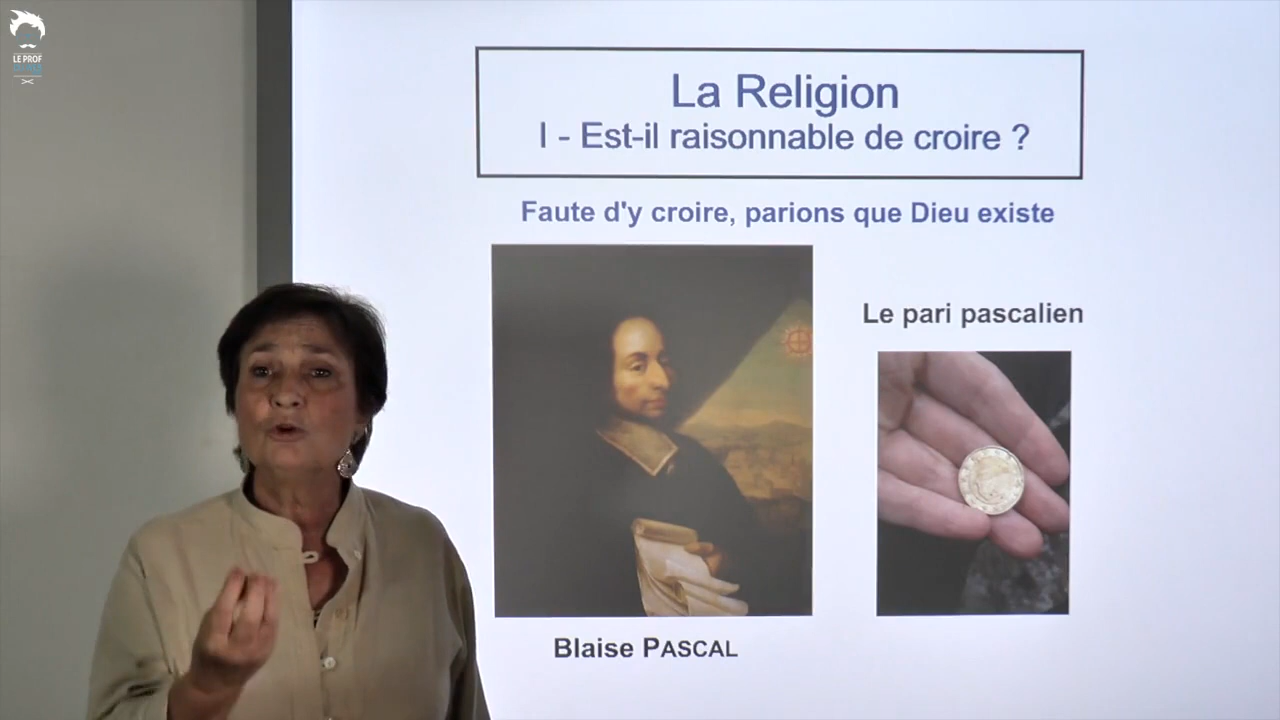 LE PROF
La Religion
I - Est-il raisonnable de croire ?
Faute d'y croire, parions que Dieu existe
Le pari pascalien
Blaise PASCAL